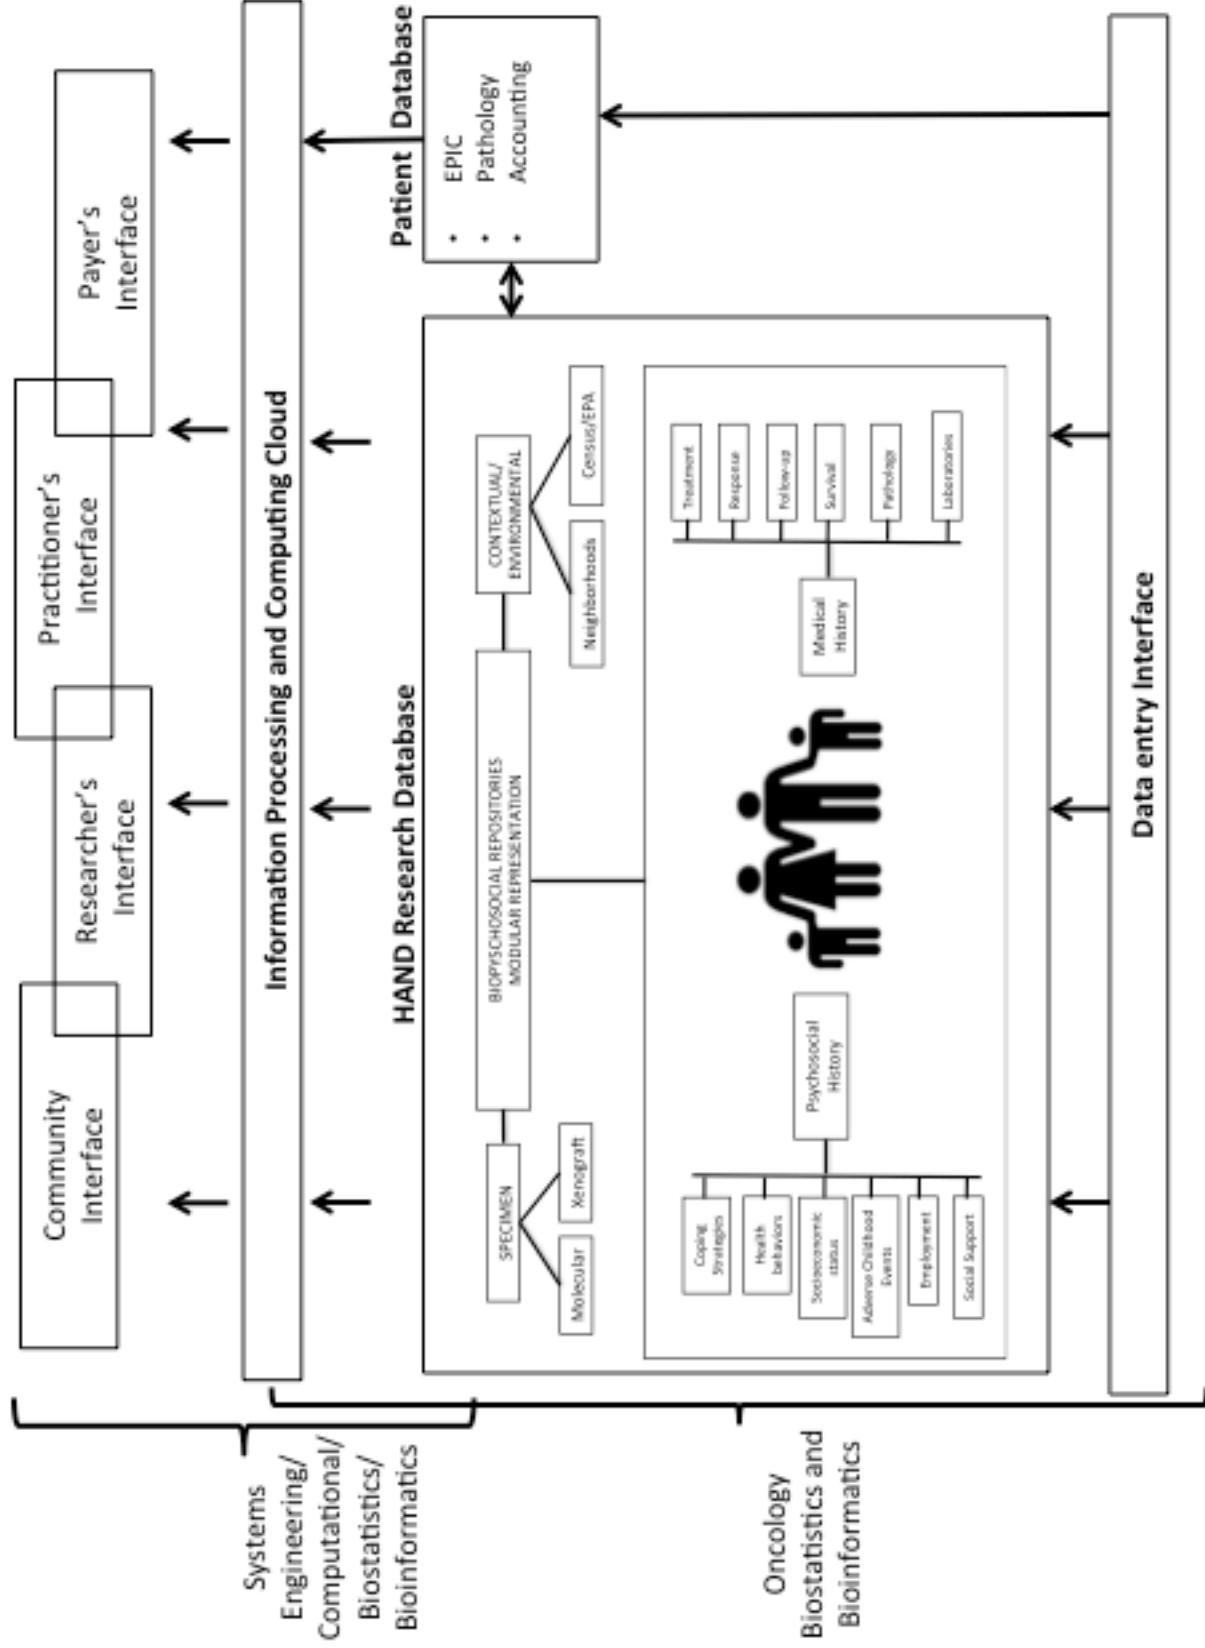 Community
Interface
Researcher's
Interface
Practitioner's
Interface
Payer's
Interface
Information Processing and Computing Cloud
Systems
Engineering/
Computational/
Biostatistics/
Bioinformatics
HAND Research Database
Patient Database
• EPIC
• Pathology
• Accounting
SPECIMEN
Molecular
Xenograft
BIOPYSCHOSOCIAL REPOSITORIES
MODULAR REPRESENTATION
CONTEXTUAL/
ENVIRONMENTAL
Neighborhoods
Census/EPA
Coping
Strategies
Health
behaviors
Socioeconomic
status
Adverse Childhood
Events
Employment
Social Support
Psychosocial
History
Medical
History
Treatment
Response
Follow-up
Survival
Pathology
Laboratories
Oncology
Biostatistics and
Bioinformatics
Data entry Interface